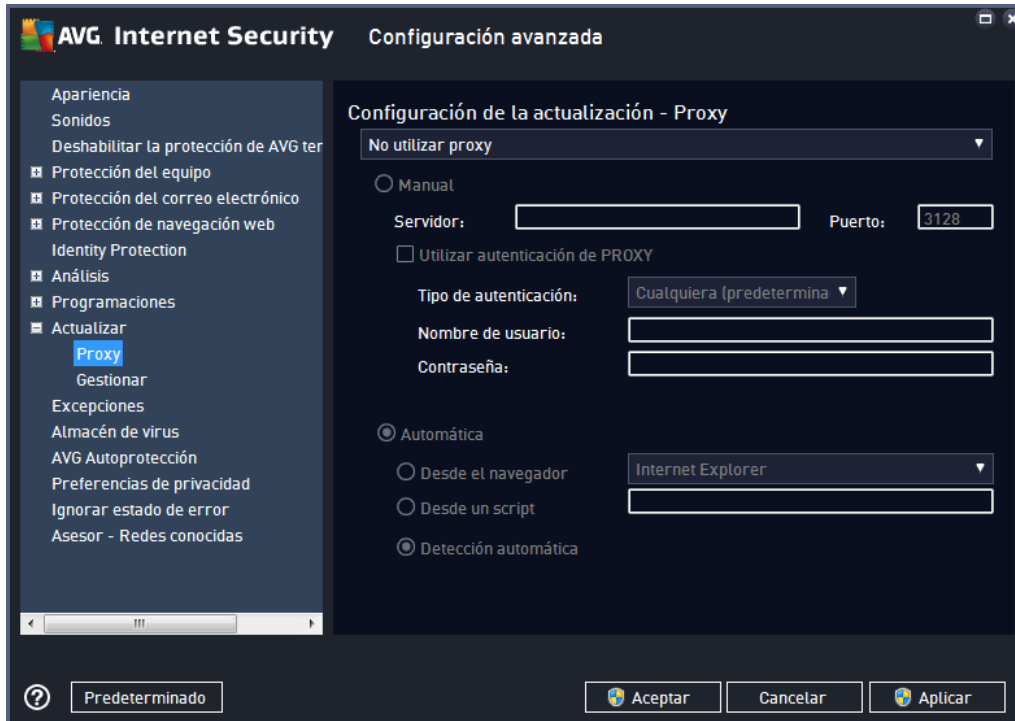 AVG Internet Security Configuración avanzada
Apariencia
Sonidos
Deshabilitar la protección de AVG ter
Protección del equipo
Protección del correo electrónico
Protección de navegación web
Identity Protection
Análisis
Programaciones
Actualizar
Proxy
Gestionar
Excepciones
Almacén de virus
AVG Autoprotección
Preferencias de privacidad
Ignorar estado de error
Asesor - Redes conocidas
Configuración de la actualización - Proxy
No utilizar proxy
Manual
Servidor: Puerto: 3128
Utilizar autenticación de PROXY
Tipo de autenticación: Cualquiera (predetermina
Nombre de usuario:
Contraseña:
Automática
Desde el navegador Internet Explorer
Desde un script
Detección automática
? Predeterminado Aceptar Cancelar Aplicar